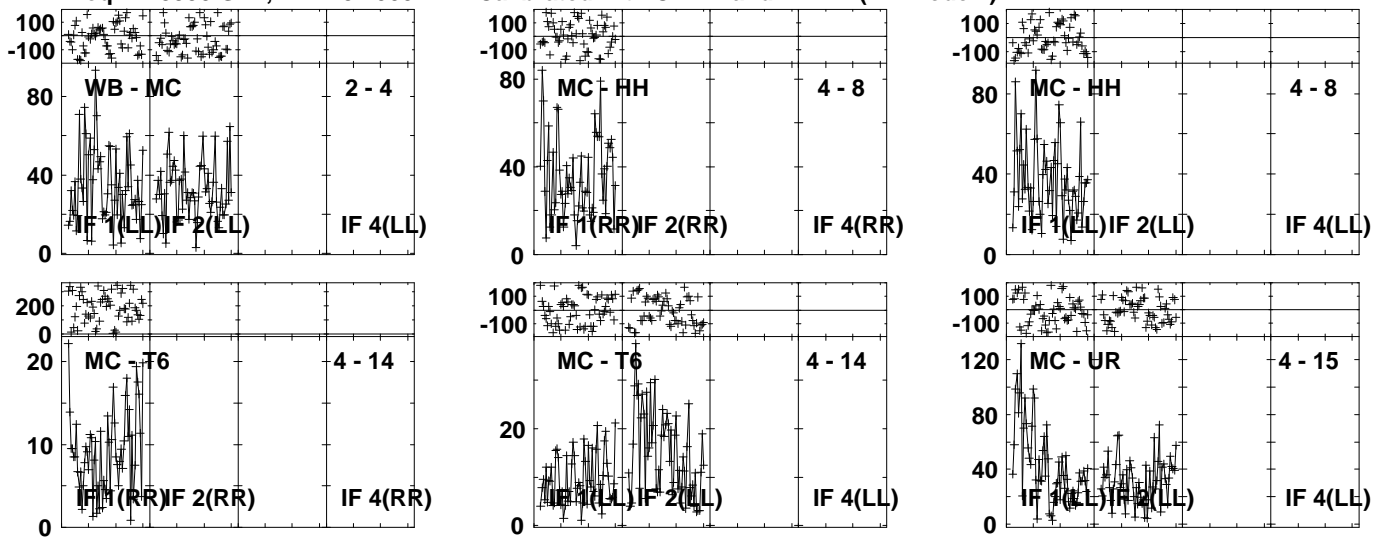 100
-100
WB - MC 2 - 4
80
40
0
IF 1(LL) IF 2(LL) IF 4(LL)
100
-100
MC - HH 4 - 8
80
40
0
IF 1(RR) IF 2(RR) IF 4(RR)
100
-100
MC - HH 4 - 8
80
40
0
IF 1(LL) IF 2(LL) IF 4(LL)
200
0
MC - T6 4 - 14
20
10
0
IF 1(RR) IF 2(RR) IF 4(RR)
100
-100
MC - T6 4 - 14
20
0
IF 1(LL) IF 2(LL) IF 4(LL)
100
-100
MC - UR 4 - 15
120
80
40
0
IF 1(LL) IF 2(LL) IF 4(LL)